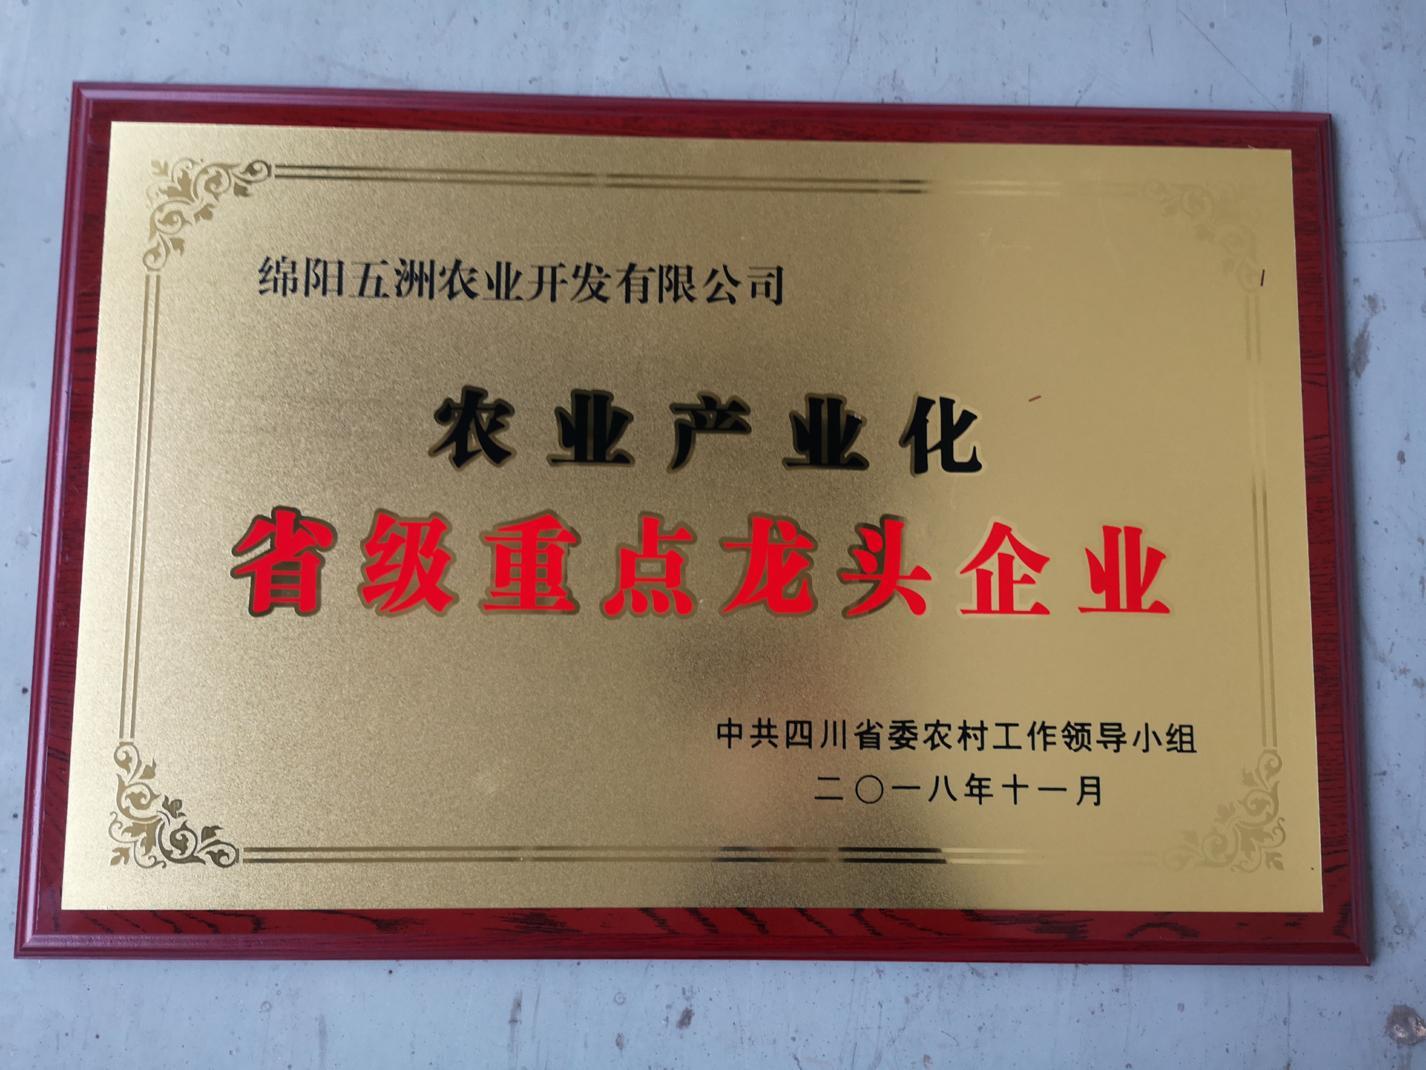 绵阳五洲农业开发有限公司
农业产业化
省级重点龙头企业
中共四川省委农村工作领导小组
二〇一八年十一月